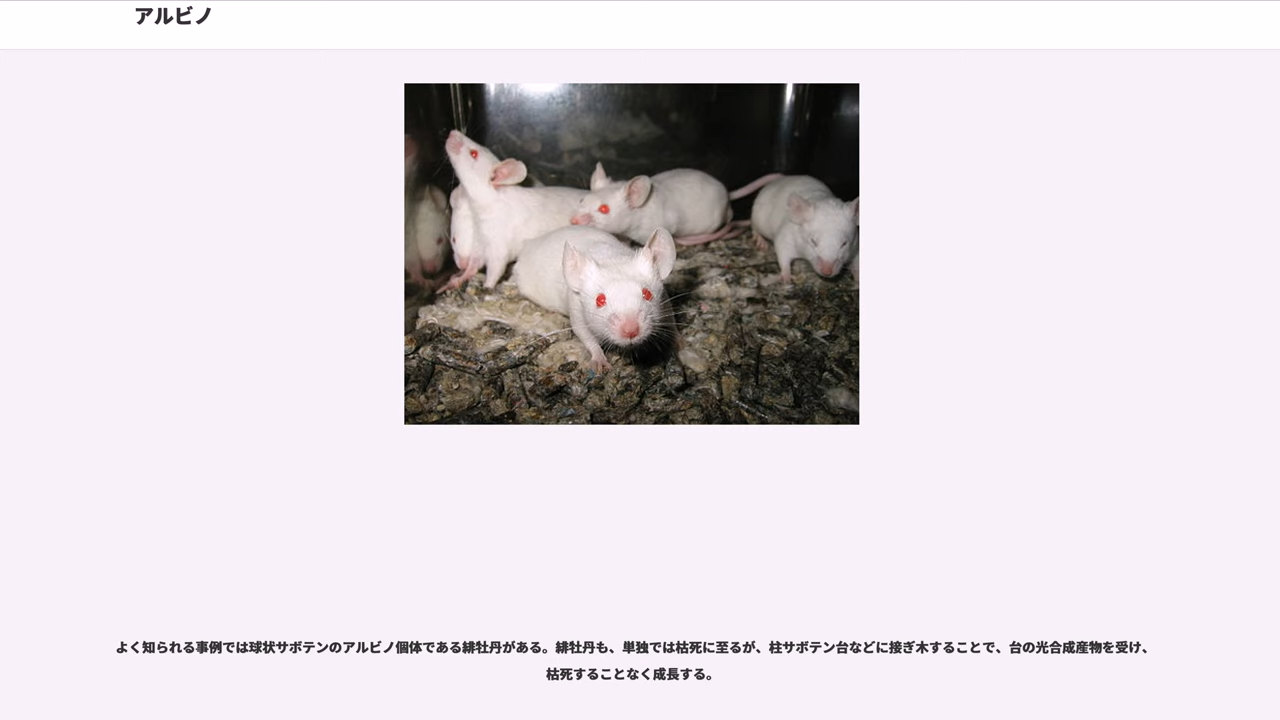 アルビノ
よく知られる事例では球状サボテンのアルビノ個体である緋牡丹がある。緋牡丹も、単独では枯死に至るが、柱サボテン台などに接ぎ木することで、台の光合成産物を受け、
枯死することなく成長する。